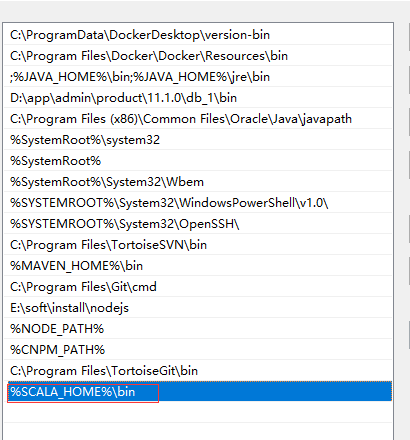 C:\ProgramData\DockerDesktop\version-bin
C:\Program Files\Docker\Docker\Resources\bin
;%JAVA_HOME%\bin;%JAVA_HOME%\jre\bin
D:\app\admin\product\11.1.0\db_1\bin
C:\Program Files (x86)\Common Files\Oracle\Java\javapath
%SystemRoot%\system32
%SystemRoot%
%SystemRoot%\System32\Wbem
%SYSTEMROOT%\System32\WindowsPowerShell\v1.0\
%SYSTEMROOT%\System32\OpenSSH\
C:\Program Files\TortoiseSVN\bin
%MAVEN_HOME%\bin
C:\Program Files\Git\cmd
E:\soft\install\nodejs
%NODE_PATH%
%CNPM_PATH%
C:\Program Files\TortoiseGit\bin
%SCALA_HOME%\bin